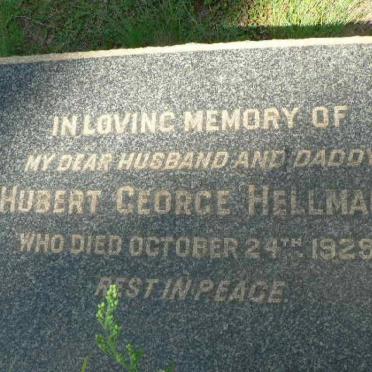 IN LOVING MEMORY OF
MY DEAR HUSBAND AND DADDY
HUBERT GEORGE HELLMA
WHO DIED OCTOBER 24TH 1929
REST IN PEACE.